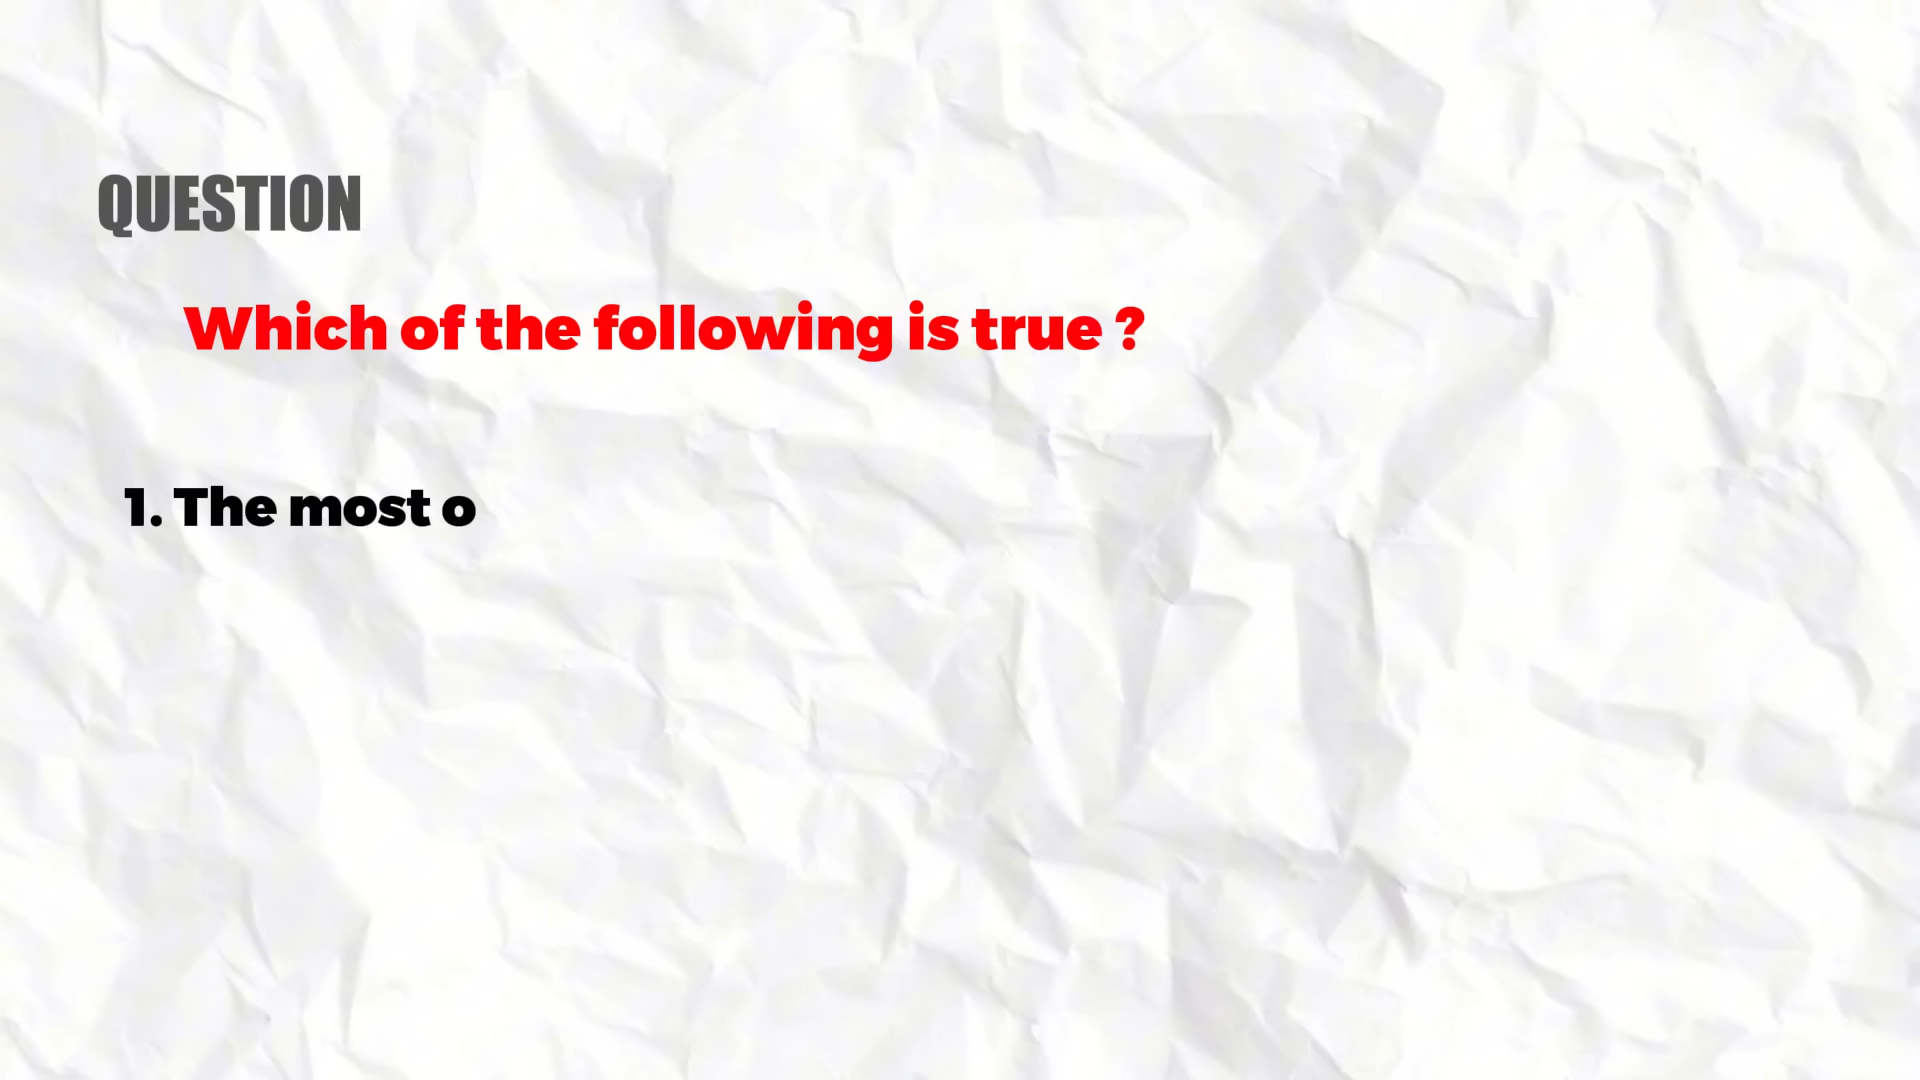 QUESTION
Which of the following is true ?
1. The most o